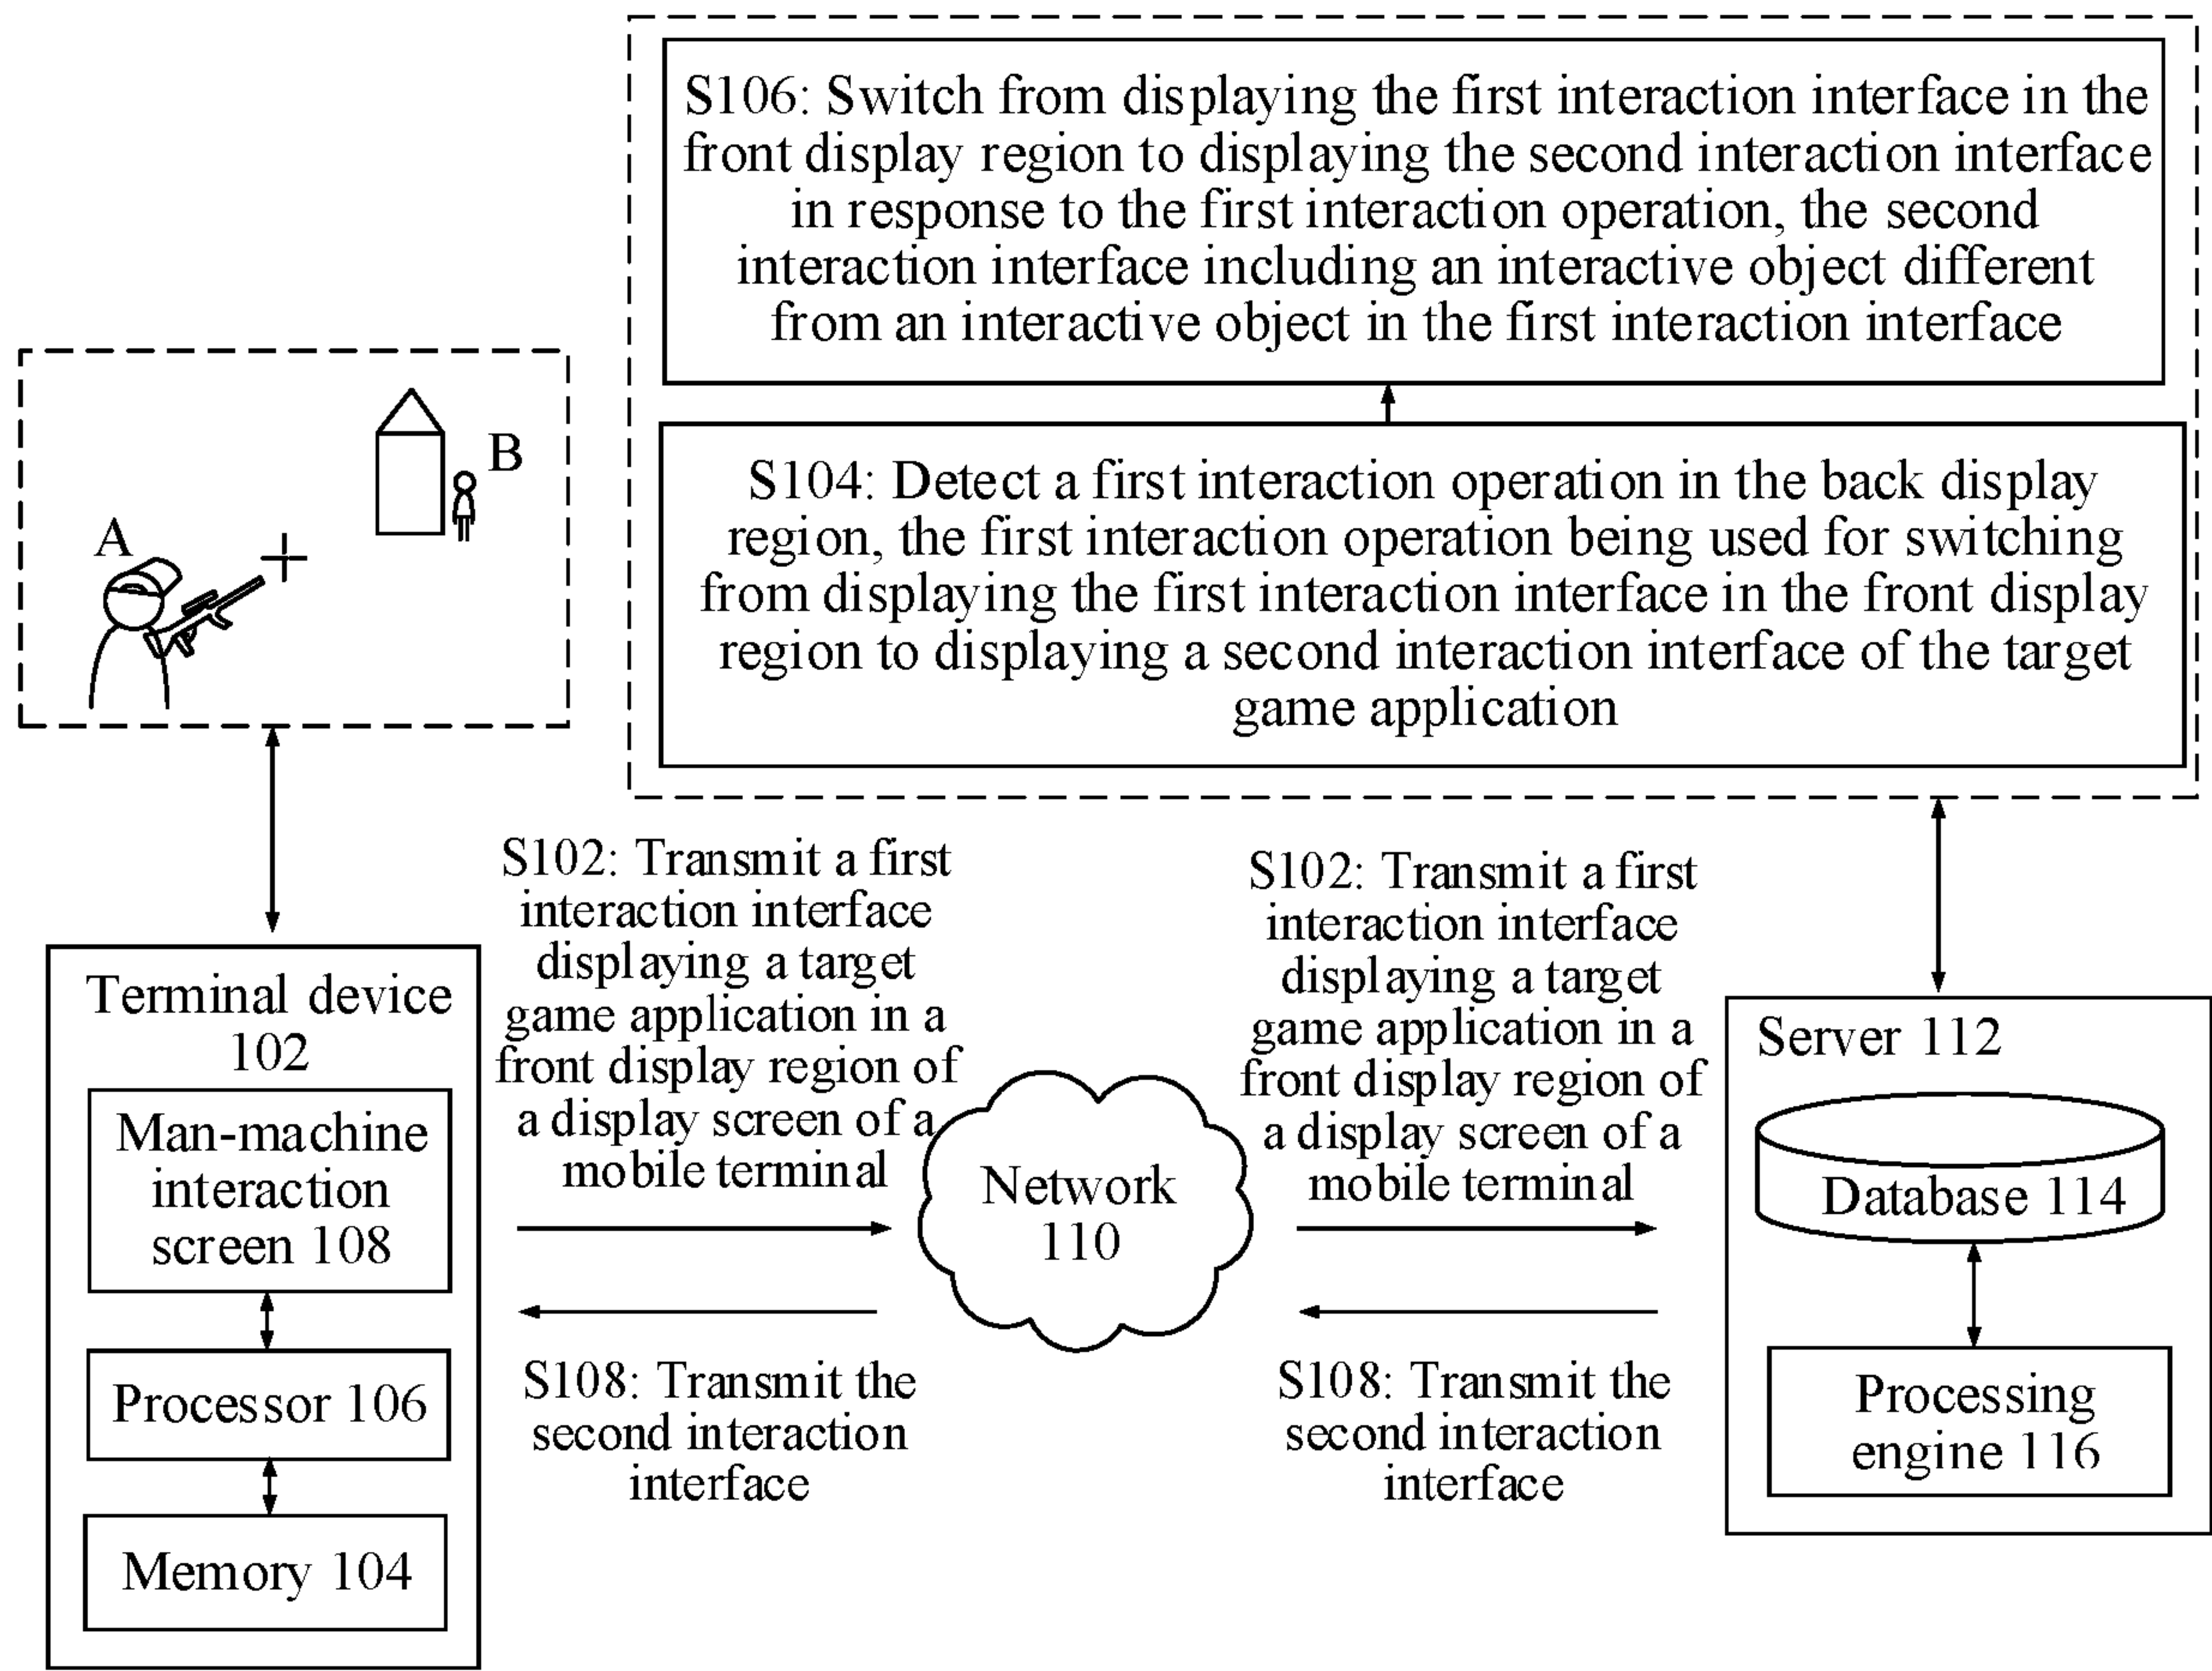 S106: Switch from displaying the first interaction interface in the
front display region to displaying the second interaction interface
in response to the first interaction operation, the second
interaction interface including an interactive object different
from an interactive object in the first interaction interface
S104: Detect a first interaction operation in the back display
region, the first interaction operation being used for switching
from displaying the first interaction interface in the front display
region to displaying a second interaction interface of the target
game application
A
B
Terminal device
102
Man-machine
interaction
screen 108
Processor 106
Memory 104
S102: Transmit a first
interaction interface
displaying a target
game application in a
front display region of
a display screen of a
mobile terminal
S108: Transmit the
second interaction
interface
Network
110
S102: Transmit a first
interaction interface
displaying a target
game application in a
front display region of
a display screen of a
mobile terminal
S108: Transmit the
second interaction
interface
Server 112
Database 114
Processing
engine 116